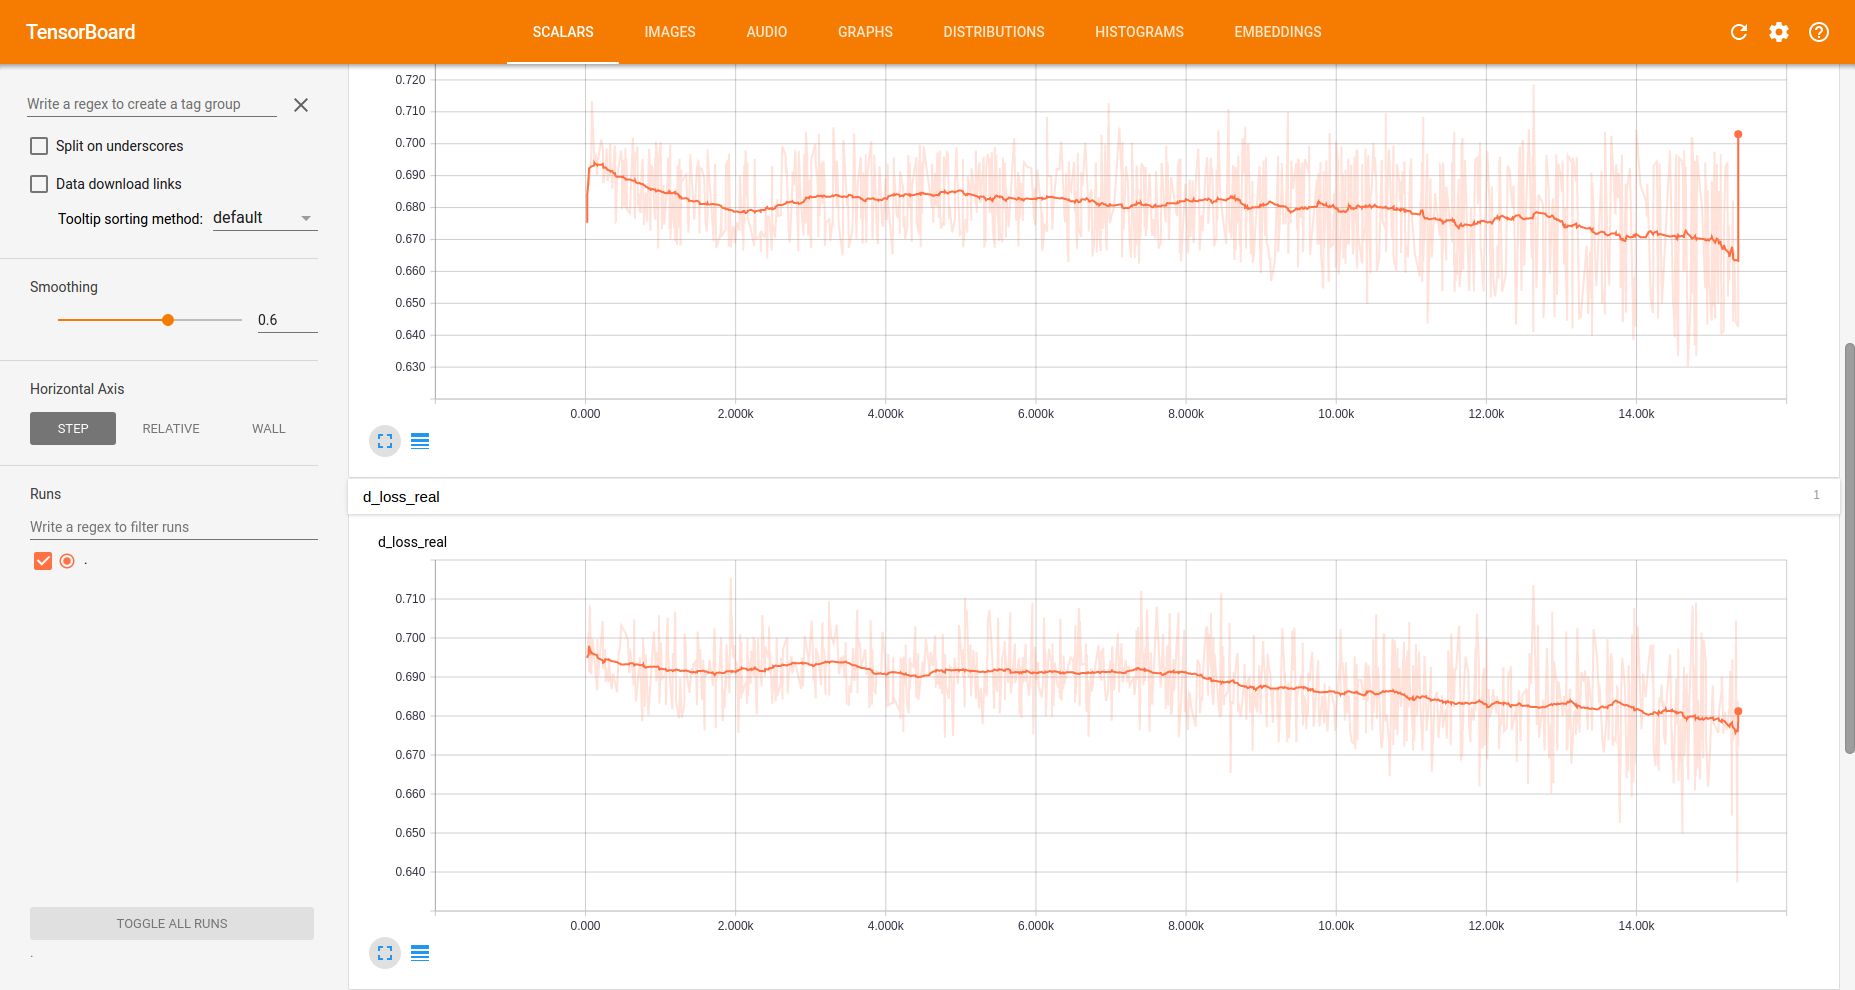 TensorBoard
SCALARS IMAGES AUDIO GRAPHS DISTRIBUTIONS HISTOGRAMS EMBEDDINGS
Write a regex to create a tag group
Split on underscores
Data download links
Tooltip sorting method: default
Smoothing
0.6
Horizontal Axis
STEP RELATIVE WALL
Runs
Write a regex to filter runs
.
TOGGLE ALL RUNS
.
0.720
0.710
0.700
0.690
0.680
0.670
0.660
0.650
0.640
0.630
0.000 2.000k 4.000k 6.000k 8.000k 10.00k 12.00k 14.00k
d_loss_real 1
d_loss_real
0.710
0.700
0.690
0.680
0.670
0.660
0.650
0.640
0.000 2.000k 4.000k 6.000k 8.000k 10.00k 12.00k 14.00k